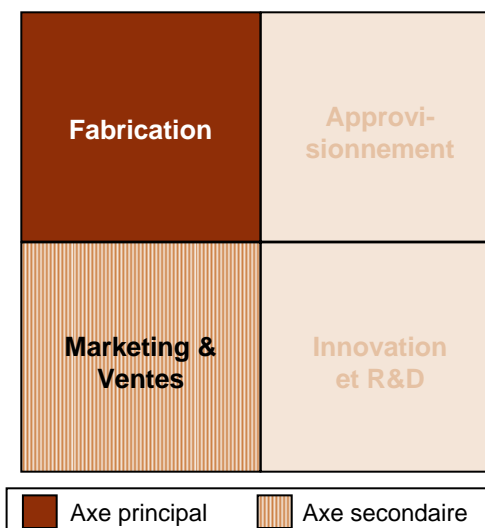 Fabrication
Approvi-
sionnement
Marketing &
Ventes
Innovation
et R&D
Axe principal
Axe secondaire